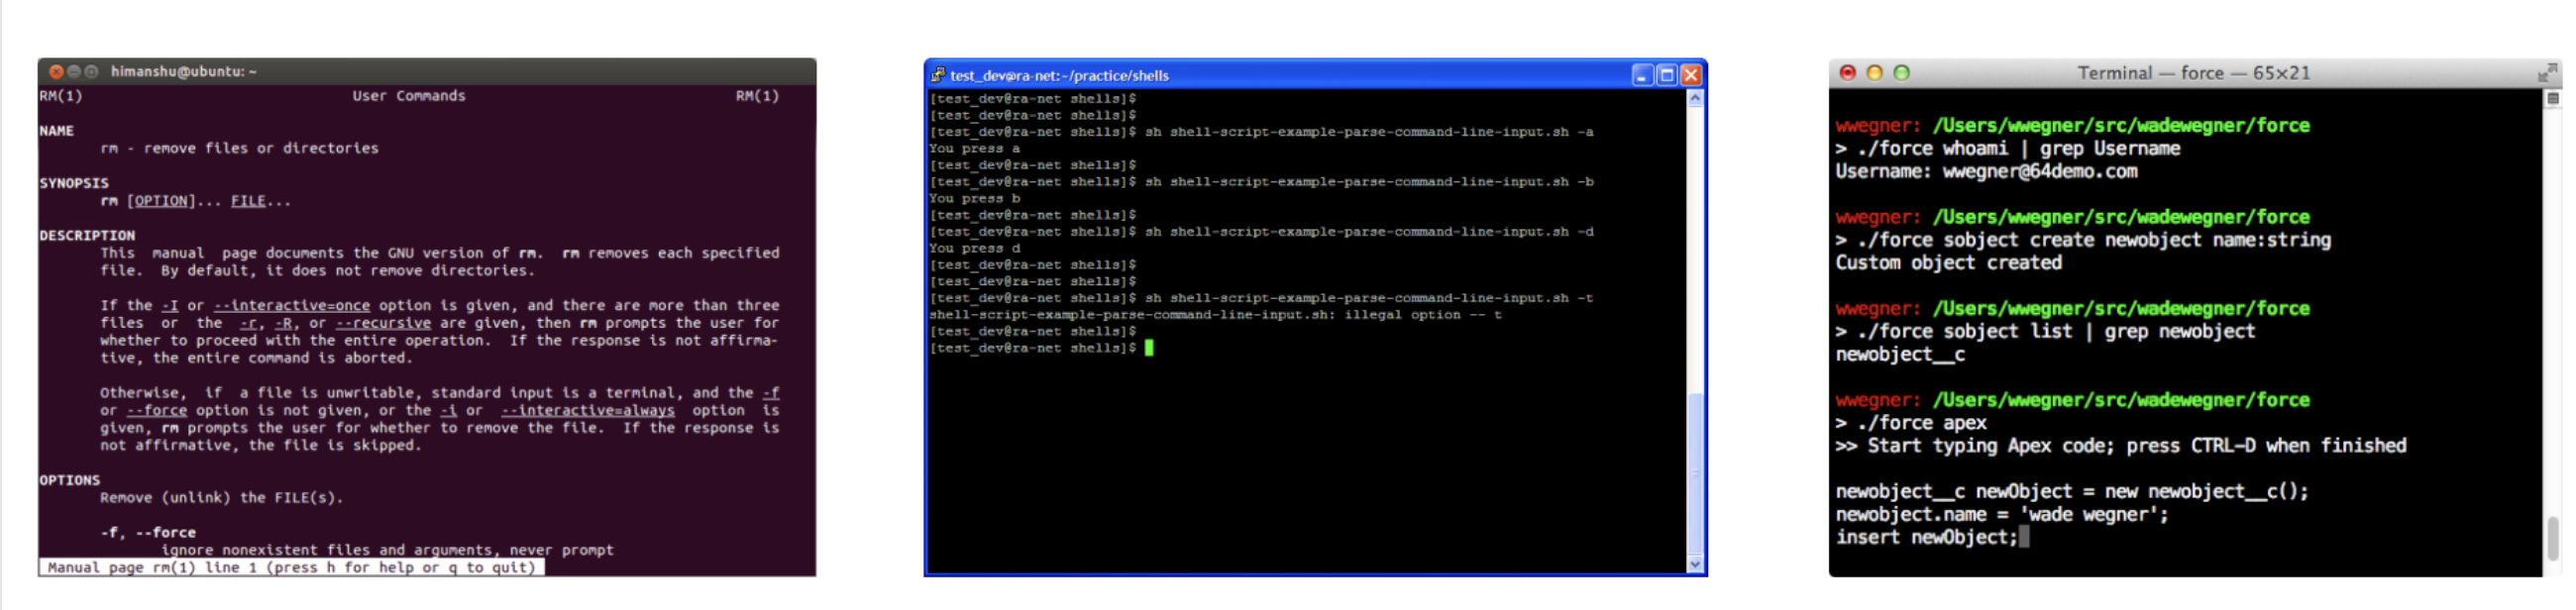 himanshu@ubuntu: ~
RM(1) User Commands RM(1)
NAME
rm - remove files or directories
SYNOPSIS
rm [OPTION]... FILE...
DESCRIPTION
This manual page documents the GNU version of rm. rm removes each specified
file. By default, it does not remove directories.
If the -I or --interactive=once option is given, and there are more than three
files or the -r, -R, or --recursive are given, then rm prompts the user for
whether to proceed with the entire operation. If the response is not affirma-
tive, the entire command is aborted.
Otherwise, if a file is unwritable, standard input is a terminal, and the -f
or --force option is not given, or the -i or --interactive=always option is
given, rm prompts the user for whether to remove the file. If the response is
not affirmative, the file is skipped.
OPTIONS
Remove (unlink) the FILE(s).
-f, --force
ignore nonexistent files and arguments, never prompt
Manual page rm(1) line 1 (press h for help or q to quit)
test_dev@ra-net:~/practice/shells
[test_dev@ra-net shells]$
[test_dev@ra-net shells]$
[test_dev@ra-net shells]$ sh shell-script-example-parse-command-line-input.sh -a
You press a
[test_dev@ra-net shells]$
[test_dev@ra-net shells]$ sh shell-script-example-parse-command-line-input.sh -b
You press b
[test_dev@ra-net shells]$
[test_dev@ra-net shells]$ sh shell-script-example-parse-command-line-input.sh -d
You press d
[test_dev@ra-net shells]$
[test_dev@ra-net shells]$
[test_dev@ra-net shells]$ sh shell-script-example-parse-command-line-input.sh -t
shell-script-example-parse-command-line-input.sh: illegal option -- t
[test_dev@ra-net shells]$
[test_dev@ra-net shells]$
Terminal — force — 65×21
wwegner: /Users/wwegner/src/wadewegner/force
> ./force whoami | grep Username
Username: wwegner@64demo.com
wwegner: /Users/wwegner/src/wadewegner/force
> ./force sobject create newobject name:string
Custom object created
wwegner: /Users/wwegner/src/wadewegner/force
> ./force sobject list | grep newobject
newobject__c
wwegner: /Users/wwegner/src/wadewegner/force
> ./force apex
>> Start typing Apex code; press CTRL-D when finished
newobject__c newObject = new newobject__c();
newobject.name = 'wade wegner';
insert newObject;